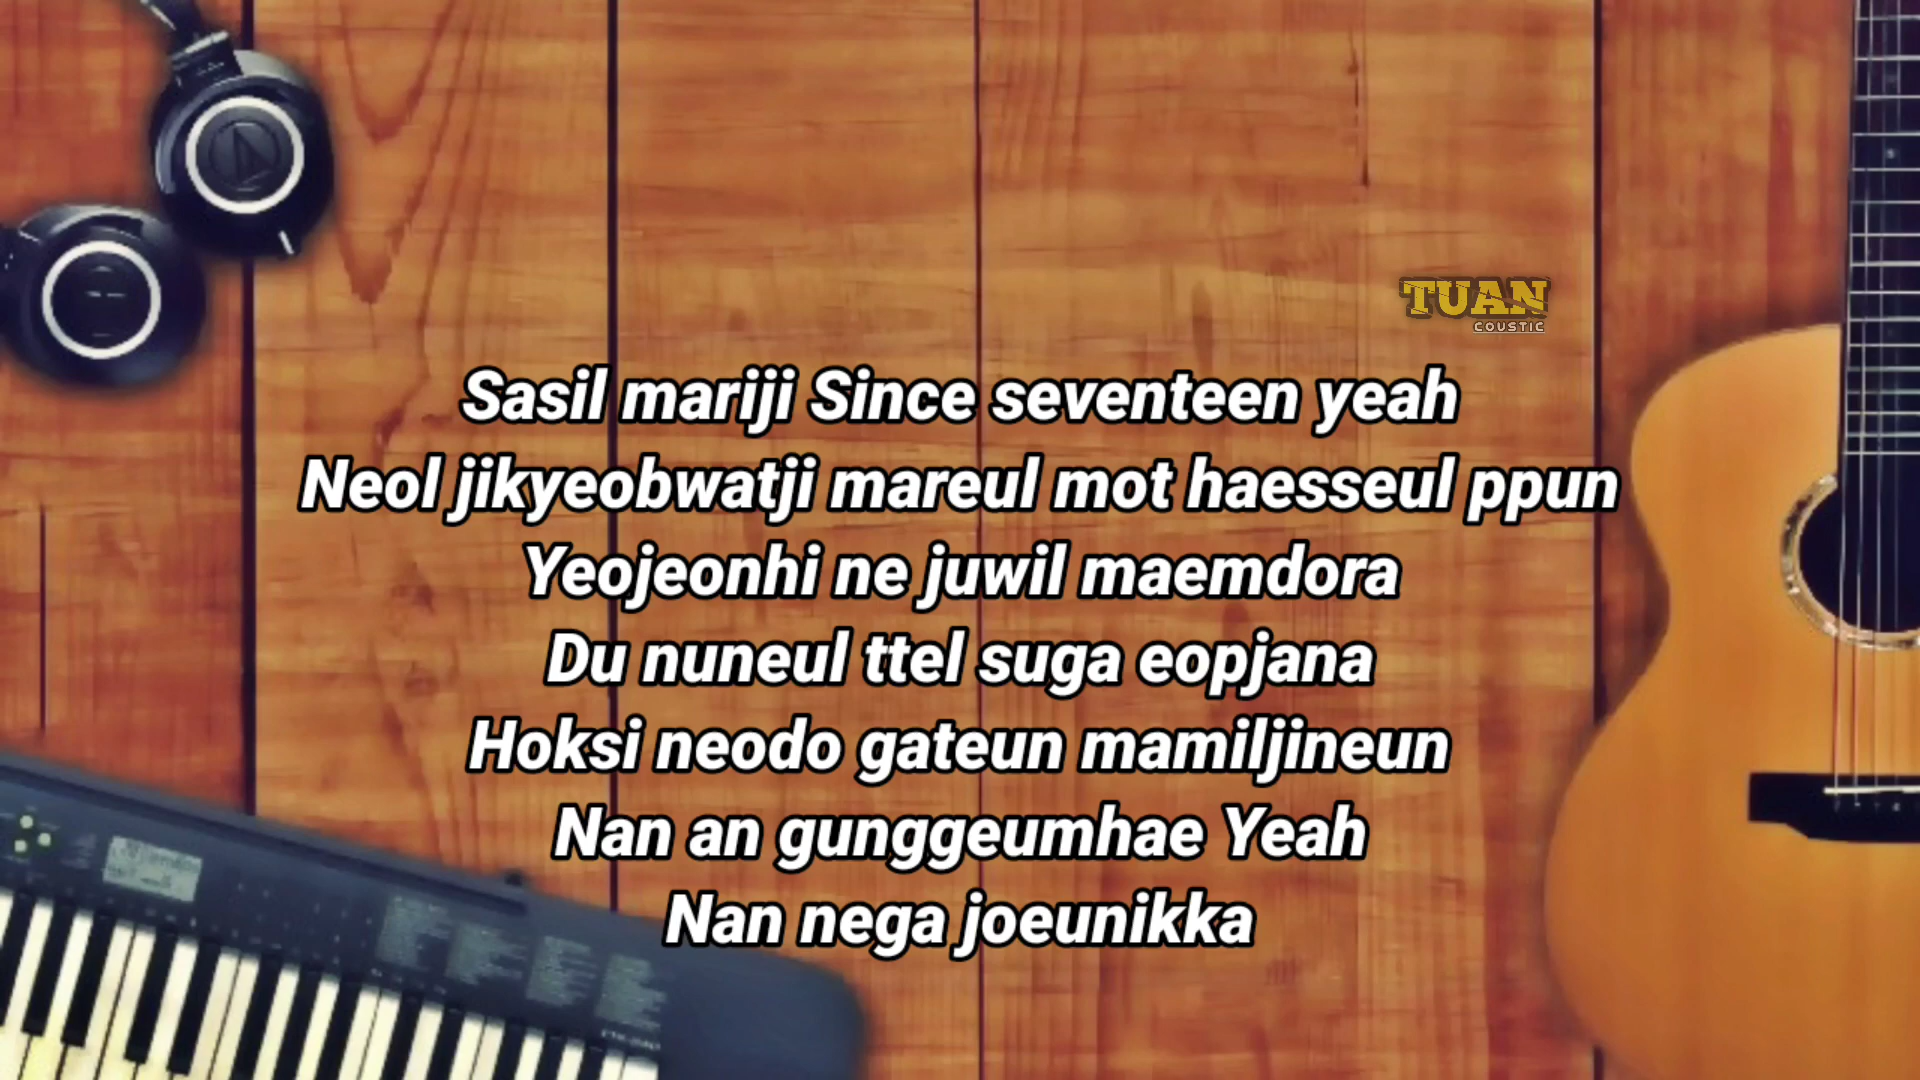 TUAN
COUSTIC
Sasil mariji Since seventeen yeah
Neol jikyeobwatji mareul mot haesseul ppun
Yeojeonhi ne juwil maemdora
Du nuneul ttel suga eopjana
Hoksi neodo gateun mamiljineun
Nan an gunggeumhae Yeah
Nan nega joeunikka